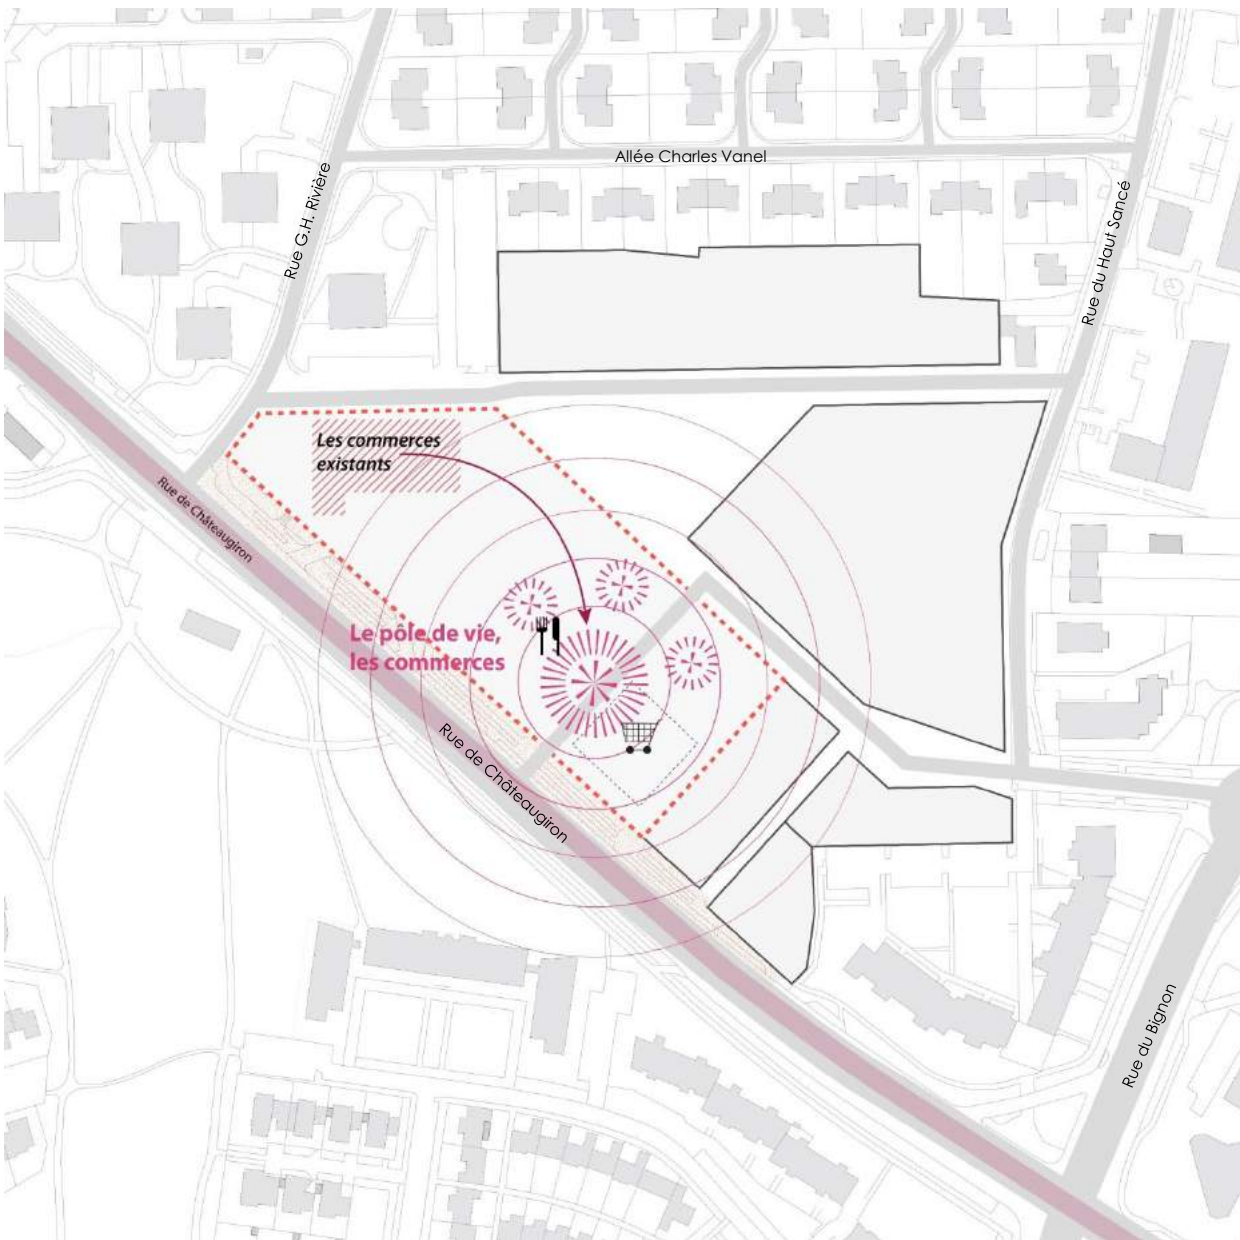 Allée Charles Vanel
Rue G.H. Rivière
Rue du Haut Sancé
Les commerces
existants
Rue de Châteaugiron
Le pôle de vie,
les commerces
Rue de Châteaugiron
Rue du Bignon